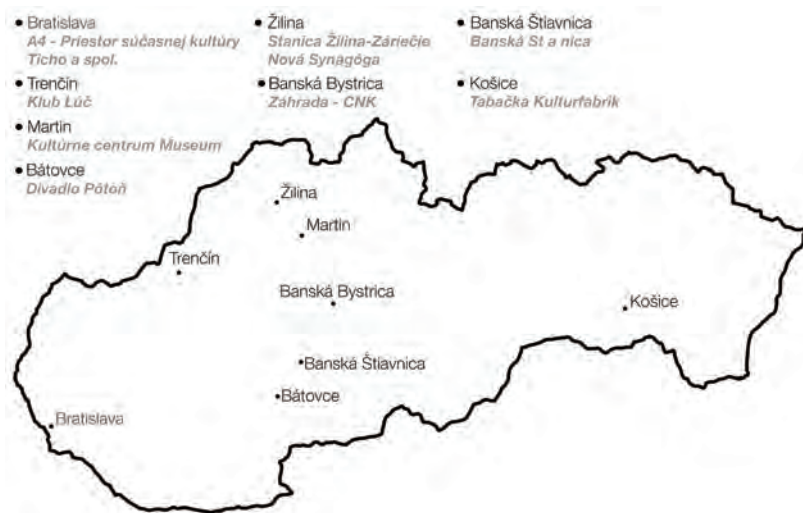 Bratislava
A4 - Priestor súčasnej kultúry
Ticho a spol.
Trenčín
Klub Lúč
Martin
Kultúrne centrum Museum
Bátovce
Divadlo Pôtoň
Žilina
Stanica Žilina-Záriečie
Nová Synagóga
Banská Bystrica
Záhrada - CNK
Banská Štiavnica
Banská St a nica
Košice
Tabačka Kulturfabrik
Žilina
Martin
Trenčín
Banská Bystrica
Košice
Banská Štiavnica
Bátovce
Bratislava